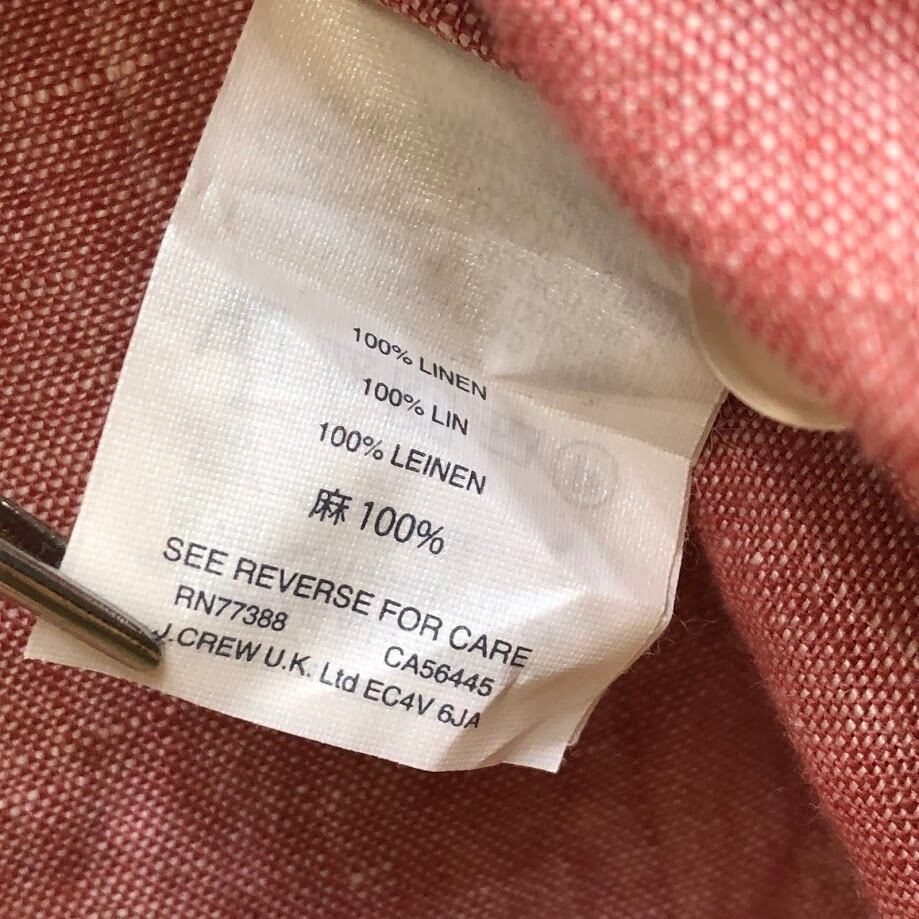 100% LINEN
100% LIN
100% LEINEN
麻 100%
SEE REVERSE FOR CARE
RN77388 CA56445
J.CREW U.K. Ltd EC4V 6JA